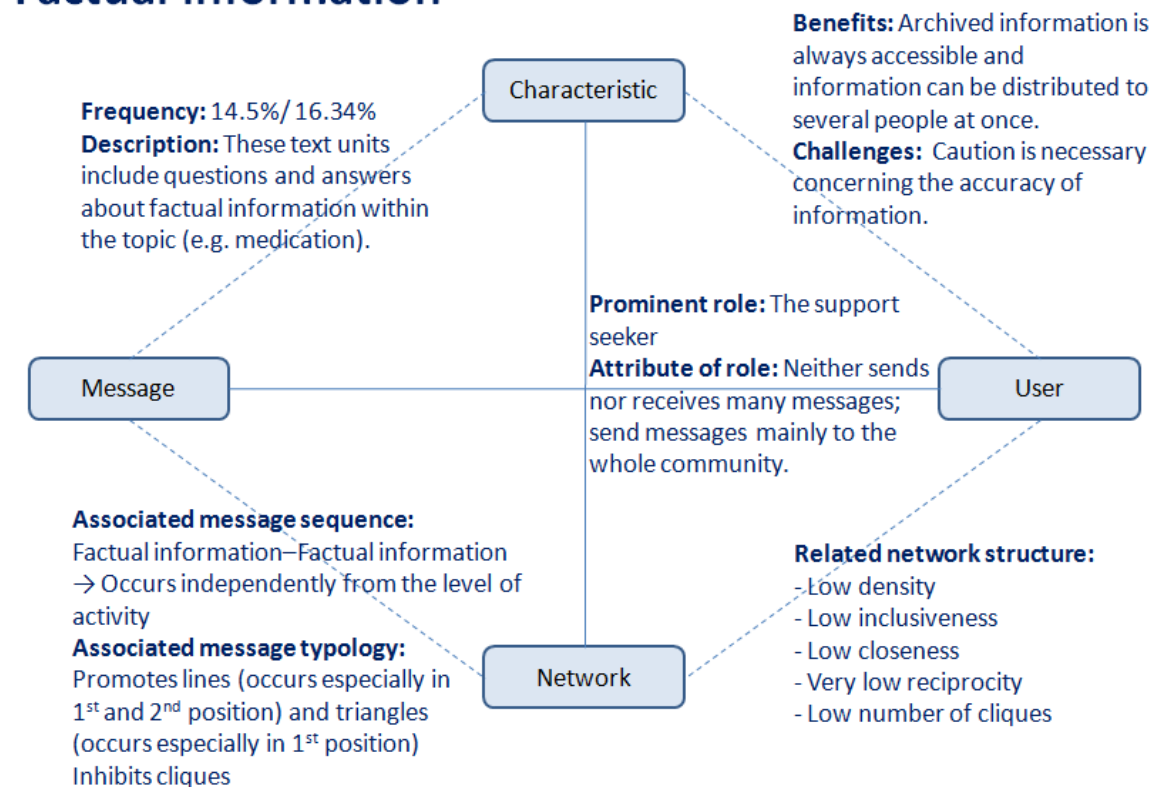 Factual Information
Benefits: Archived information is
always accessible and
information can be distributed to
several people at once.
Challenges: Caution is necessary
concerning the accuracy of
information.
Characteristic
Frequency: 14.5%/ 16.34%
Description: These text units
include questions and answers
about factual information within
the topic (e.g. medication).
Prominent role: The support
seeker
Attribute of role: Neither sends
nor receives many messages;
send messages mainly to the
whole community.
Message
User
Associated message sequence:
Factual information–Factual information
→ Occurs independently from the level of
activity
Associated message typology:
Promotes lines (occurs especially in
1st and 2nd position) and triangles
(occurs especially in 1st position)
Inhibits cliques
Network
Related network structure:
- Low density
- Low inclusiveness
- Low closeness
- Very low reciprocity
- Low number of cliques